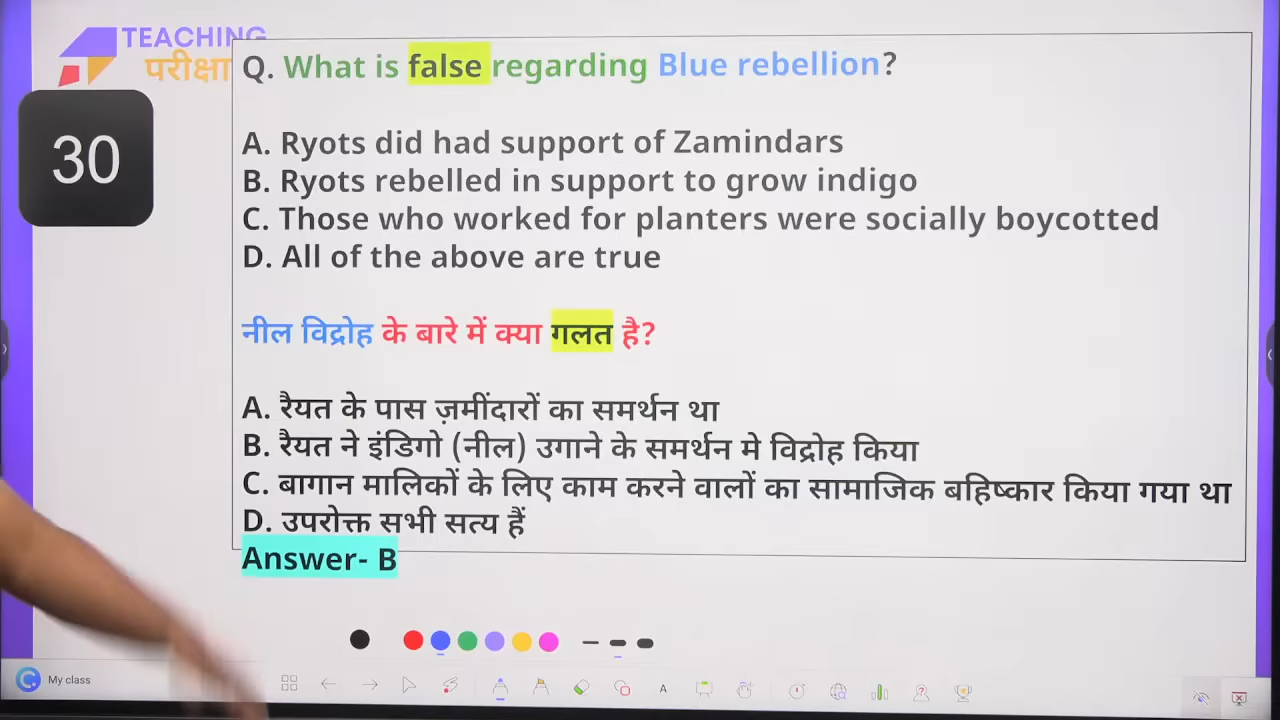 TEACHING
परीक्षा
30
Q. What is false regarding Blue rebellion?
A. Ryots did had support of Zamindars
B. Ryots rebelled in support to grow indigo
C. Those who worked for planters were socially boycotted
D. All of the above are true
नील विद्रोह के बारे में क्या गलत है?
A. रैयत के पास ज़मींदारों का समर्थन था
B. रैयत ने इंडिगो (नील) उगाने के समर्थन मे विद्रोह किया
C. बागान मालिकों के लिए काम करने वालों का सामाजिक बहिष्कार किया गया था
D. उपरोक्त सभी सत्य हैं
Answer- B
My class